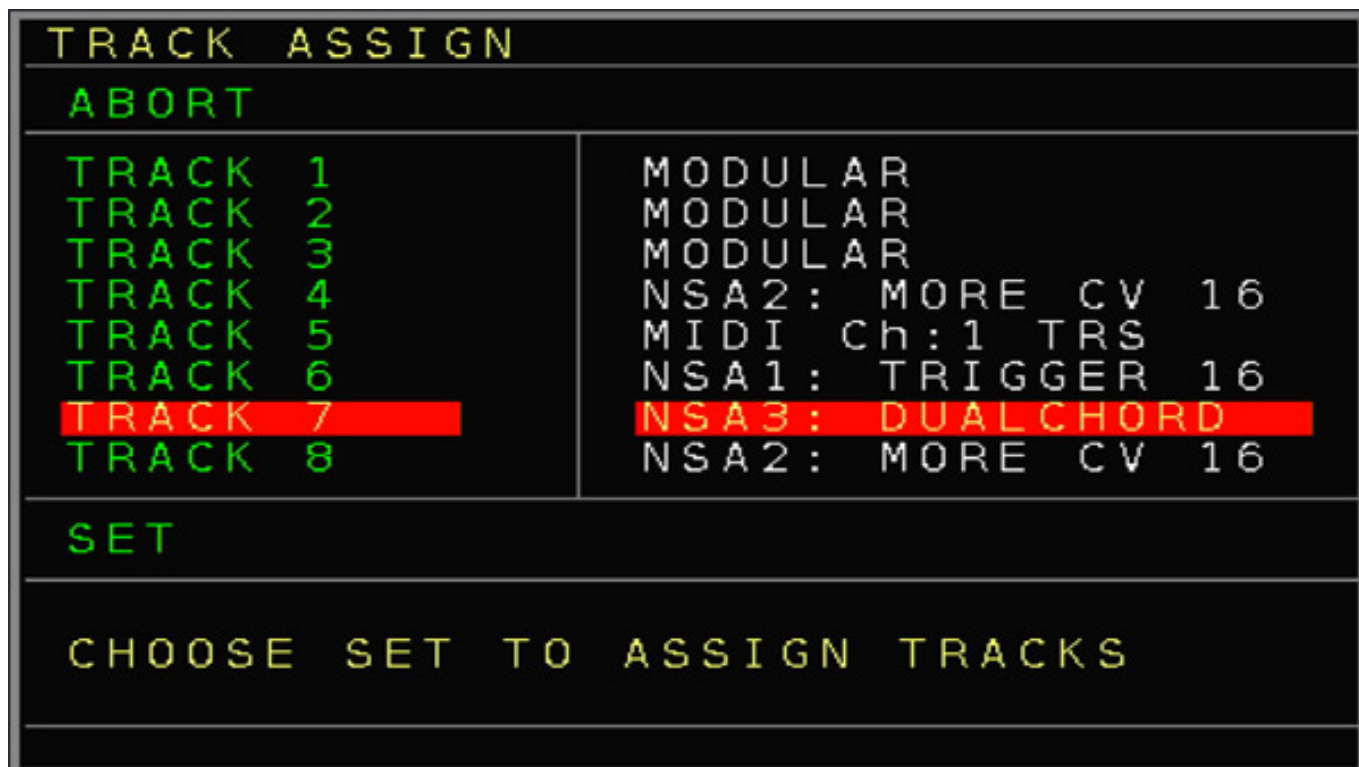 TRACK ASSIGN
ABORT
TRACK 1 MODULAR
TRACK 2 MODULAR
TRACK 3 MODULAR
TRACK 4 NSA2: MORE CV 16
TRACK 5 MIDI Ch:1 TRS
TRACK 6 NSA1: TRIGGER 16
TRACK 7 NSA3: DUALCHORD
TRACK 8 NSA2: MORE CV 16
SET
CHOOSE SET TO ASSIGN TRACKS